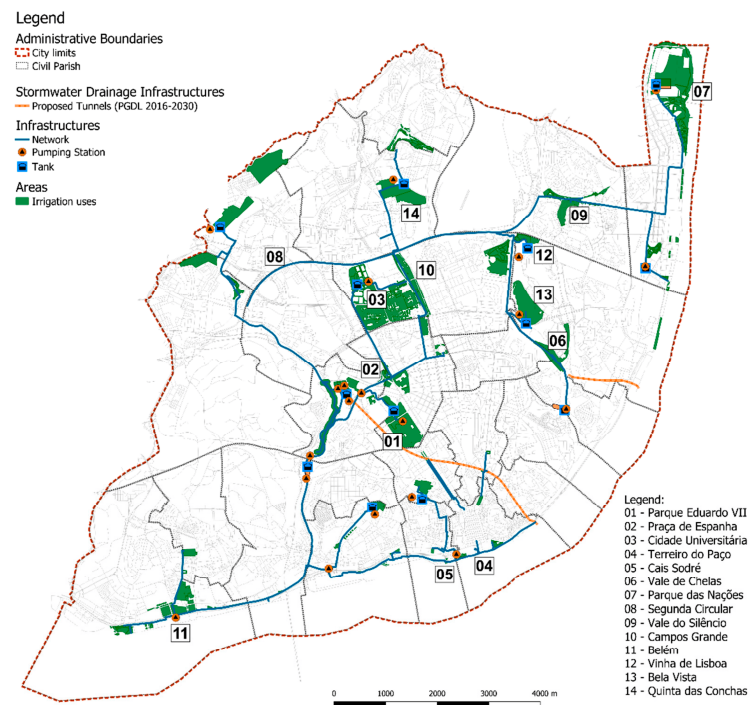 Legend
Administrative Boundaries
City limits
Civil Parish
Stormwater Drainage Infrastructures
Proposed Tunnels (PGDL 2016-2030)
Infrastructures
Network
Pumping Station
Tank
Areas
Irrigation uses
07
14
09
08
10
12
03
13
06
02
01
05
04
11
Legend:
01 - Parque Eduardo VII
02 - Praça de Espanha
03 - Cidade Universitária
04 - Terreiro do Paço
05 - Cais Sodré
06 - Vale de Chelas
07 - Parque das Nações
08 - Segunda Circular
09 - Vale do Silêncio
10 - Campos Grande
11 - Belém
12 - Vinha de Lisboa
13 - Bela Vista
14 - Quinta das Conchas
0 1000 2000 3000 4000 m